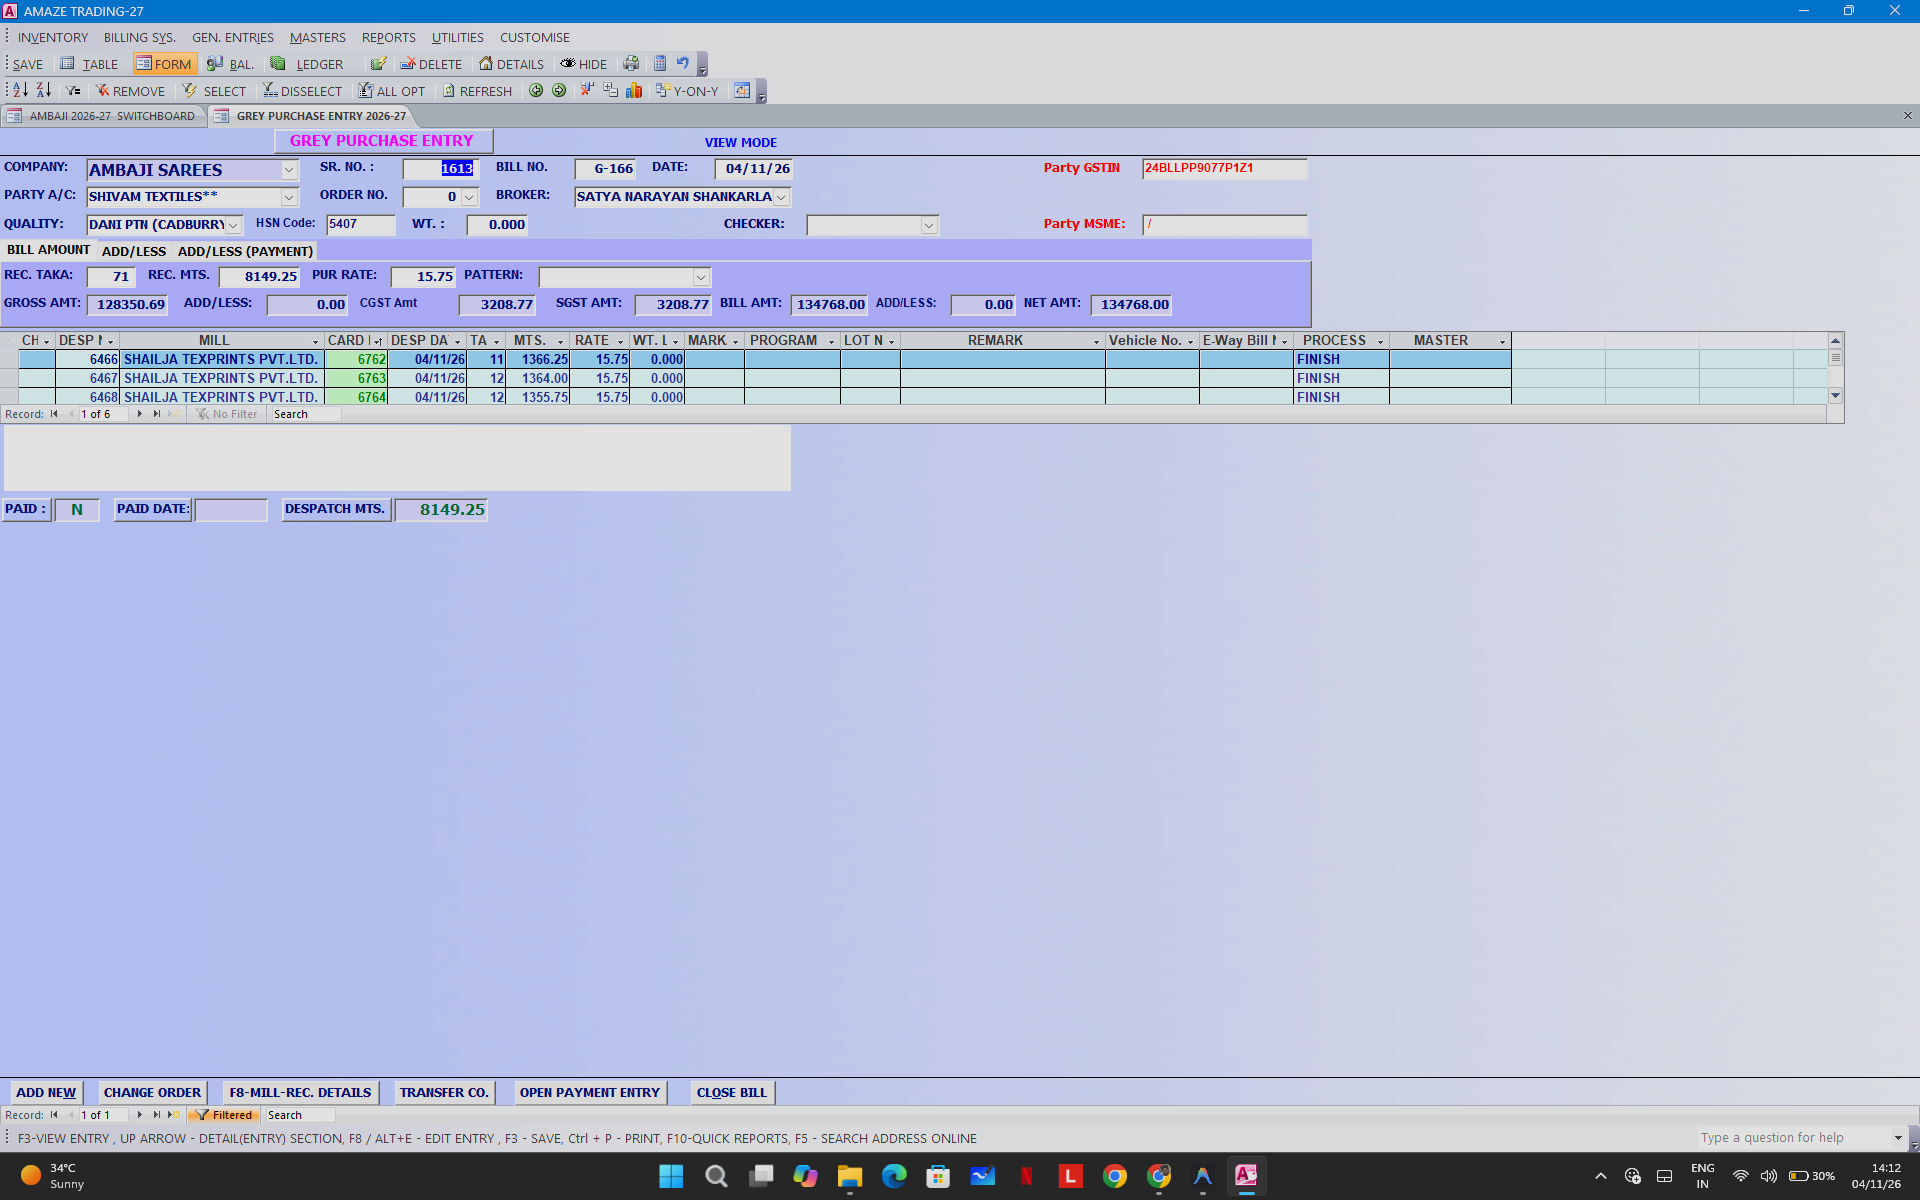 AMAZE TRADING-27
INVENTORY BILLING SYS. GEN. ENTRIES MASTERS REPORTS UTILITIES CUSTOMISE
SAVE TABLE FORM BAL. LEDGER DELETE DETAILS HIDE
REMOVE SELECT DISSELECT ALL OPT REFRESH Y-ON-Y
AMBAJI 2026-27 SWITCHBOARD GREY PURCHASE ENTRY 2026-27
GREY PURCHASE ENTRY VIEW MODE
COMPANY: AMBAJI SAREES SR. NO. : 1613 BILL NO. G-166 DATE: 04/11/26 Party GSTIN 24BLLPP9077P1Z1
PARTY A/C: SHIVAM TEXTILES** ORDER NO. 0 BROKER: SATYA NARAYAN SHANKARLA
QUALITY: DANI PTN (CADBURRY HSN Code: 5407 WT. : 0.000 CHECKER: Party MSME: /
BILL AMOUNT ADD/LESS ADD/LESS (PAYMENT)
REC. TAKA: 71 REC. MTS. 8149.25 PUR RATE: 15.75 PATTERN:
GROSS AMT: 128350.69 ADD/LESS: 0.00 CGST Amt 3208.77 SGST AMT: 3208.77 BILL AMT: 134768.00 ADD/LESS: 0.00 NET AMT: 134768.00
CH DESP N MILL CARD I DESP DA TA MTS. RATE WT. L MARK PROGRAM LOT N REMARK Vehicle No. E-Way Bill N PROCESS MASTER
6466 SHAILJA TEXPRINTS PVT.LTD. 6762 04/11/26 11 1366.25 15.75 0.000 FINISH
6467 SHAILJA TEXPRINTS PVT.LTD. 6763 04/11/26 12 1364.00 15.75 0.000 FINISH
6468 SHAILJA TEXPRINTS PVT.LTD. 6764 04/11/26 12 1355.75 15.75 0.000 FINISH
Record: 1 of 6 No Filter Search
PAID : N PAID DATE: DESPATCH MTS. 8149.25
ADD NEW CHANGE ORDER F8-MILL-REC. DETAILS TRANSFER CO. OPEN PAYMENT ENTRY CLOSE BILL
Record: 1 of 1 Filtered Search
F3-VIEW ENTRY , UP ARROW - DETAIL(ENTRY) SECTION, F8 / ALT+E - EDIT ENTRY , F3 - SAVE, Ctrl + P - PRINT, F10-QUICK REPORTS, F5 - SEARCH ADDRESS ONLINE Type a question for help
34°C
Sunny
ENG
IN
30%
14:12
04/11/26